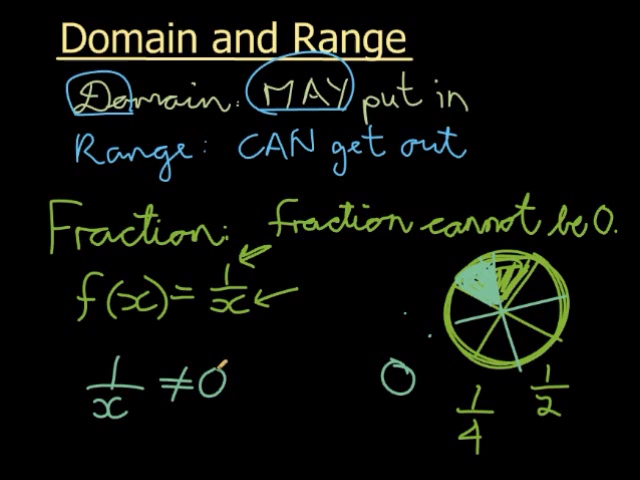 Domain and Range
Domain: MAY put in
Range: CAN get out
Fraction: fraction cannot be 0.
f(x) = 1/x
1/x ≠ 0
0
1/4
1/2